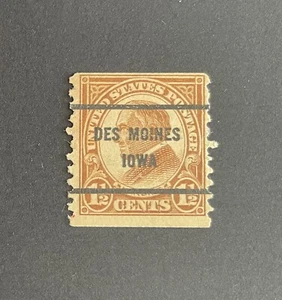 UNITED STATES POSTAGE
DES MOINES
IOWA
1½ CENTS 1½